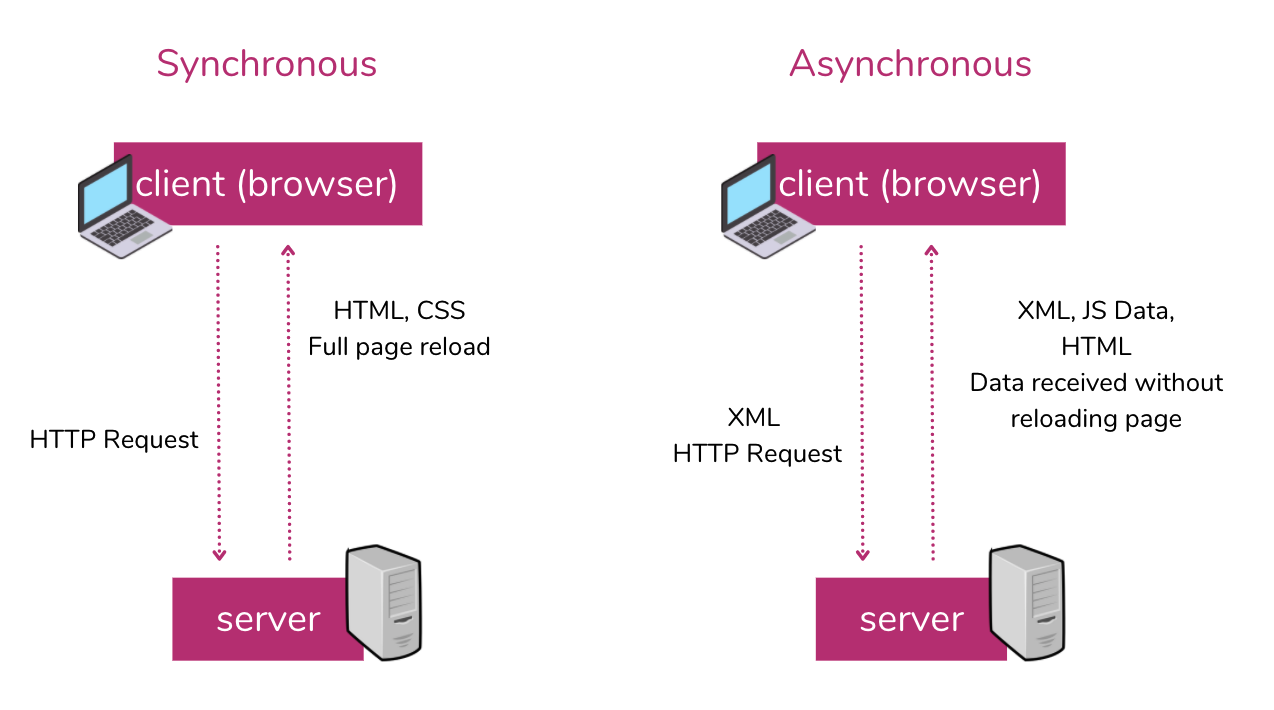 Synchronous
client (browser)
HTML, CSS
Full page reload
HTTP Request
server
Asynchronous
client (browser)
XML, JS Data,
HTML
Data received without
reloading page
XML
HTTP Request
server